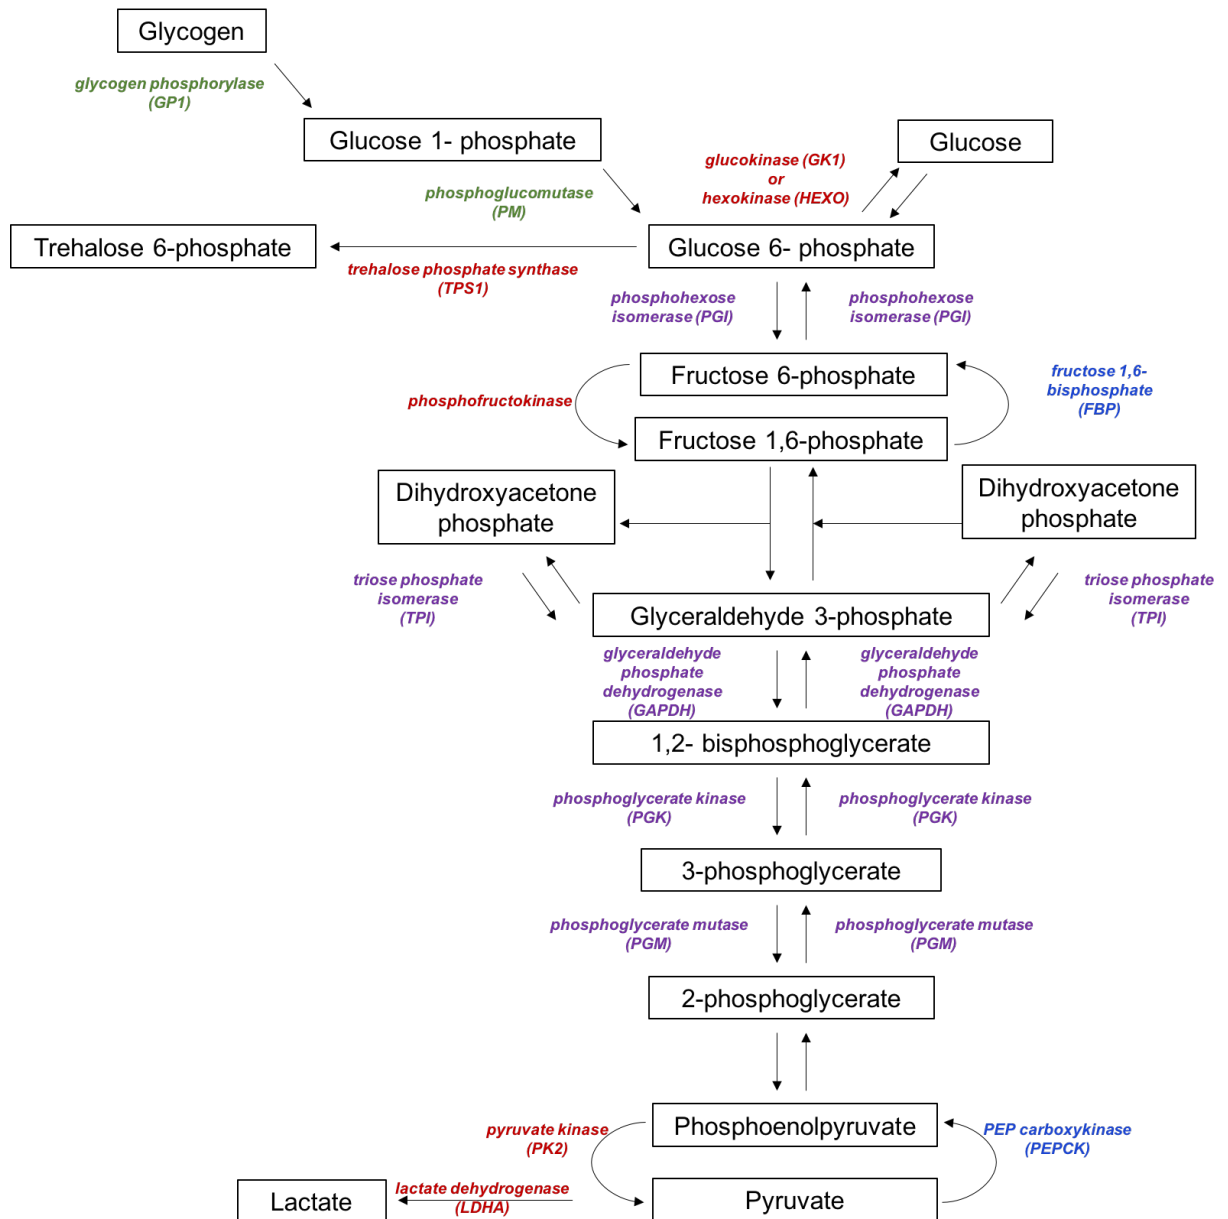 Glycogen
glycogen phosphorylase
(GP1)
Glucose 1- phosphate
Glucose
glucokinase (GK1)
or
hexokinase (HEXO)
phosphoglucomutase
(PM)
Trehalose 6-phosphate
Glucose 6- phosphate
trehalose phosphate synthase
(TPS1)
phosphohexose
isomerase (PGI)
phosphohexose
isomerase (PGI)
Fructose 6-phosphate
fructose 1,6-
bisphosphate
(FBP)
phosphofructokinase
Fructose 1,6-phosphate
Dihydroxyacetone
phosphate
Dihydroxyacetone
phosphate
triose phosphate
isomerase
(TPI)
triose phosphate
isomerase
(TPI)
Glyceraldehyde 3-phosphate
glyceraldehyde
phosphate
dehydrogenase
(GAPDH)
glyceraldehyde
phosphate
dehydrogenase
(GAPDH)
1,2- bisphosphoglycerate
phosphoglycerate kinase
(PGK)
phosphoglycerate kinase
(PGK)
3-phosphoglycerate
phosphoglycerate mutase
(PGM)
phosphoglycerate mutase
(PGM)
2-phosphoglycerate
Phosphoenolpyruvate
pyruvate kinase
(PK2)
PEP carboxykinase
(PEPCK)
lactate dehydrogenase
(LDHA)
Lactate
Pyruvate